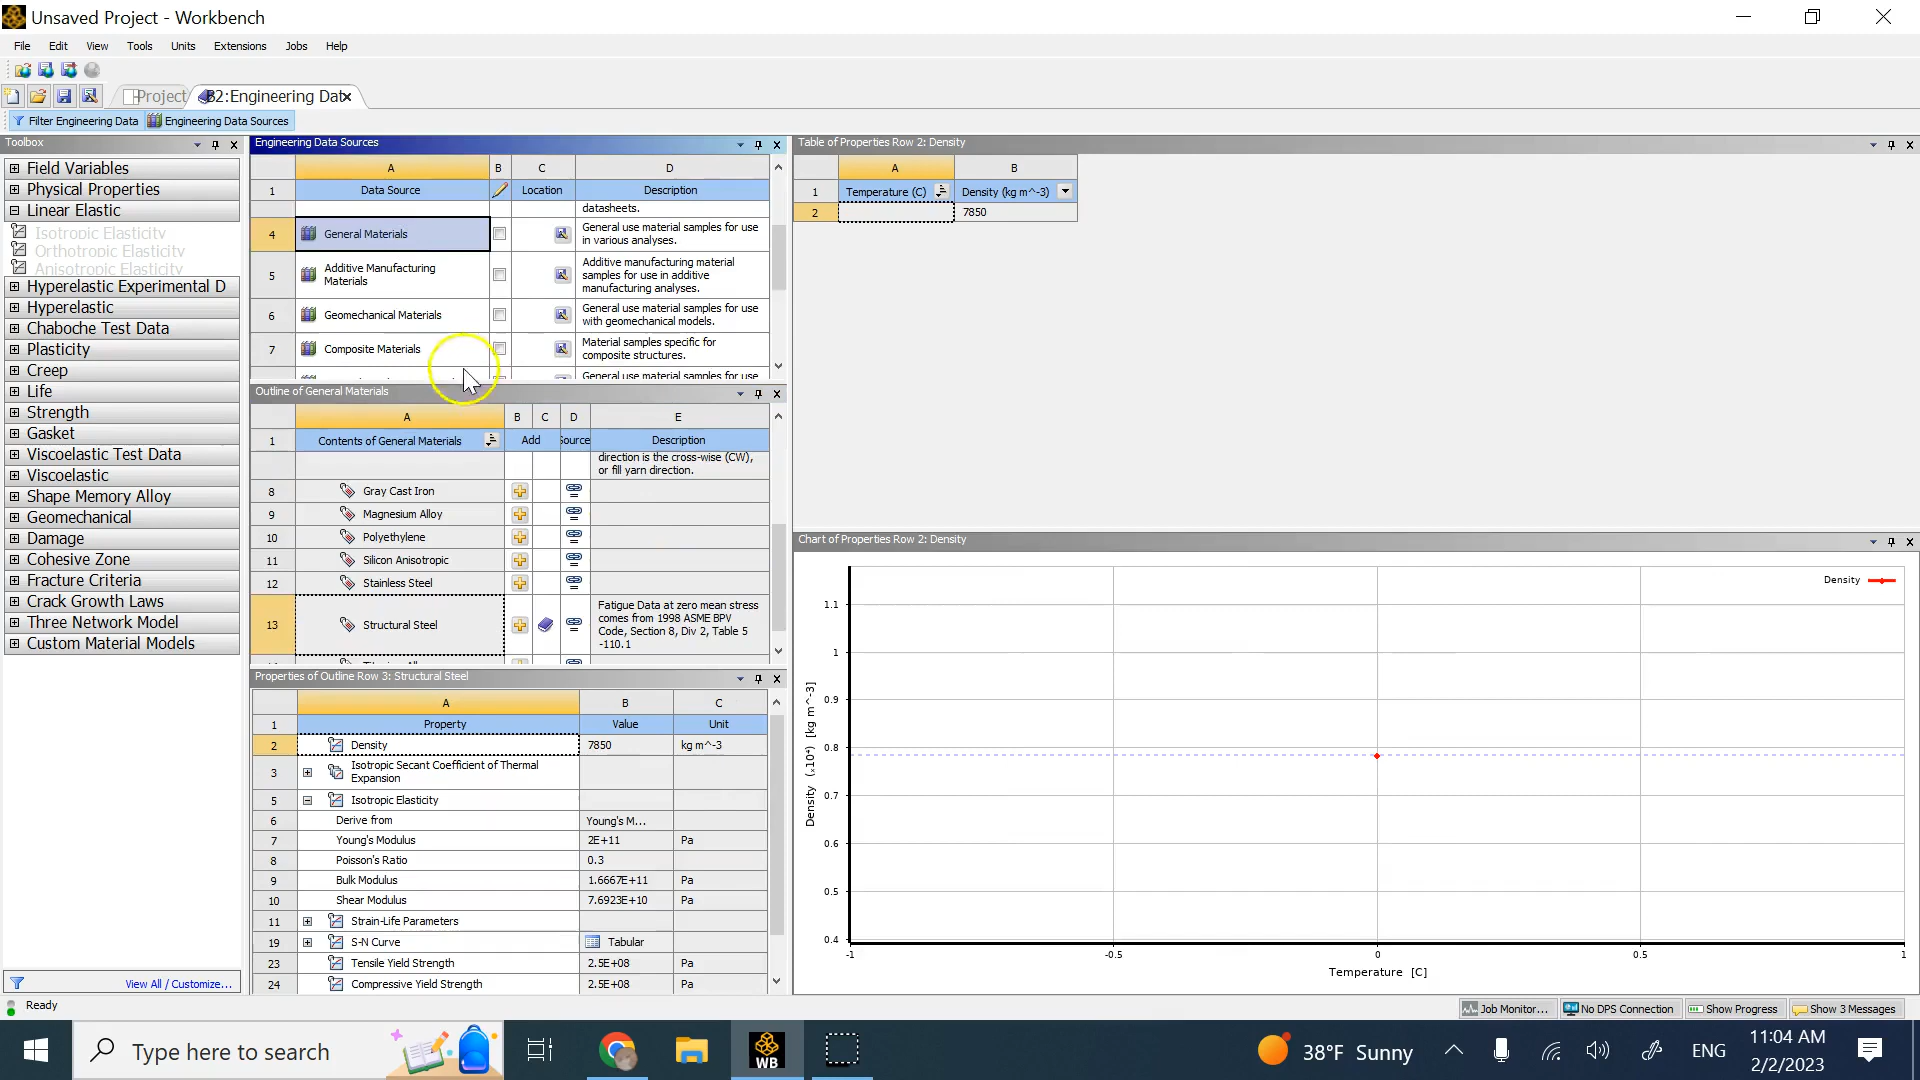 Unsaved Project - Workbench
File Edit View Tools Units Extensions Jobs Help
Project B2:Engineering Data
Filter Engineering Data Engineering Data Sources
Toolbox
Field Variables
Physical Properties
Linear Elastic
Isotropic Elasticity
Orthotropic Elasticity
Anisotropic Elasticity
Hyperelastic Experimental D
Hyperelastic
Chaboche Test Data
Plasticity
Creep
Life
Strength
Gasket
Viscoelastic Test Data
Viscoelastic
Shape Memory Alloy
Geomechanical
Damage
Cohesive Zone
Fracture Criteria
Crack Growth Laws
Three Network Model
Custom Material Models
View All / Customize...
Engineering Data Sources
A B C D
1 Data Source Location Description
datasheets.
4 General Materials General use material samples for use
in various analyses.
5 Additive Manufacturing
Materials
Additive manufacturing material
samples for use in additive
manufacturing analyses.
6 Geomechanical Materials General use material samples for use
with geomechanical models.
7 Composite Materials Material samples specific for
composite structures.
General use material samples for use
Outline of General Materials
A B C D E
1 Contents of General Materials Add Source Description
direction is the cross-wise (CW),
or fill yarn direction.
8 Gray Cast Iron
9 Magnesium Alloy
10 Polyethylene
11 Silicon Anisotropic
12 Stainless Steel
13 Structural Steel
Fatigue Data at zero mean stress
comes from 1998 ASME BPV
Code, Section 8, Div 2, Table 5
-110.1
Properties of Outline Row 3: Structural Steel
A B C
1 Property Value Unit
2 Density 7850 kg m^-3
3 Isotropic Secant Coefficient of Thermal
Expansion
5 Isotropic Elasticity
6 Derive from Young's M...
7 Young's Modulus 2E+11 Pa
8 Poisson's Ratio 0.3
9 Bulk Modulus 1.6667E+11 Pa
10 Shear Modulus 7.6923E+10 Pa
11 Strain-Life Parameters
19 S-N Curve Tabular
23 Tensile Yield Strength 2.5E+08 Pa
24 Compressive Yield Strength 2.5E+08 Pa
Table of Properties Row 2: Density
A B
1 Temperature (C) Density (kg m^-3)
2 7850
Chart of Properties Row 2: Density
Density
1.1
1
0.9
0.8
0.7
0.6
0.5
0.4
Density (x10⁴) [kg m^-3]
-1 -0.5 0 0.5 1
Temperature [C]
Ready
Job Monitor... No DPS Connection Show Progress Show 3 Messages
Type here to search
WB
38°F Sunny
ENG
11:04 AM
2/2/2023